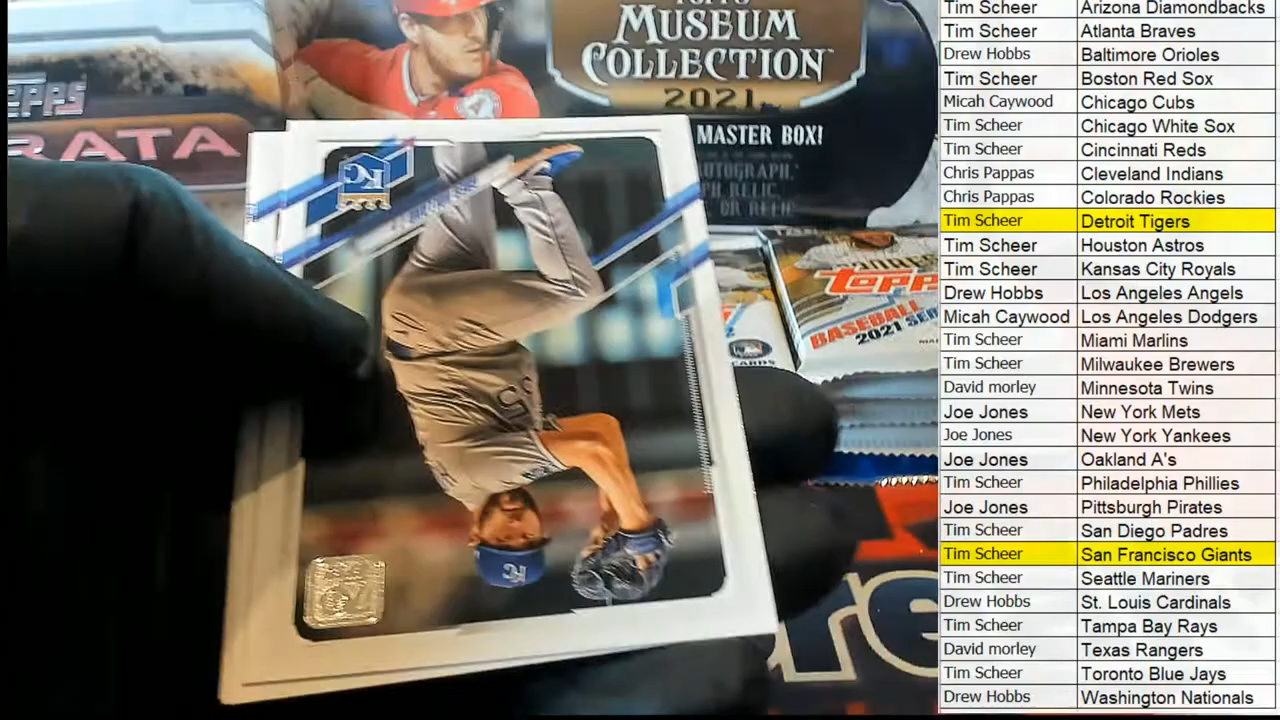 TOPPS
MUSEUM
COLLECTION
2021
MASTER BOX!
AUTOGRAPH,
PH RELIC,
OR RELIC
TOPPS
RATA
KC
35
KC
topps
BASEBALL
2021 SER
CARDS
re
Tim Scheer Arizona Diamondbacks
Tim Scheer Atlanta Braves
Drew Hobbs Baltimore Orioles
Tim Scheer Boston Red Sox
Micah Caywood Chicago Cubs
Tim Scheer Chicago White Sox
Tim Scheer Cincinnati Reds
Chris Pappas Cleveland Indians
Chris Pappas Colorado Rockies
Tim Scheer Detroit Tigers
Tim Scheer Houston Astros
Tim Scheer Kansas City Royals
Drew Hobbs Los Angeles Angels
Micah Caywood Los Angeles Dodgers
Tim Scheer Miami Marlins
Tim Scheer Milwaukee Brewers
David morley Minnesota Twins
Joe Jones New York Mets
Joe Jones New York Yankees
Joe Jones Oakland A's
Tim Scheer Philadelphia Phillies
Joe Jones Pittsburgh Pirates
Tim Scheer San Diego Padres
Tim Scheer San Francisco Giants
Tim Scheer Seattle Mariners
Drew Hobbs St. Louis Cardinals
Tim Scheer Tampa Bay Rays
David morley Texas Rangers
Tim Scheer Toronto Blue Jays
Drew Hobbs Washington Nationals